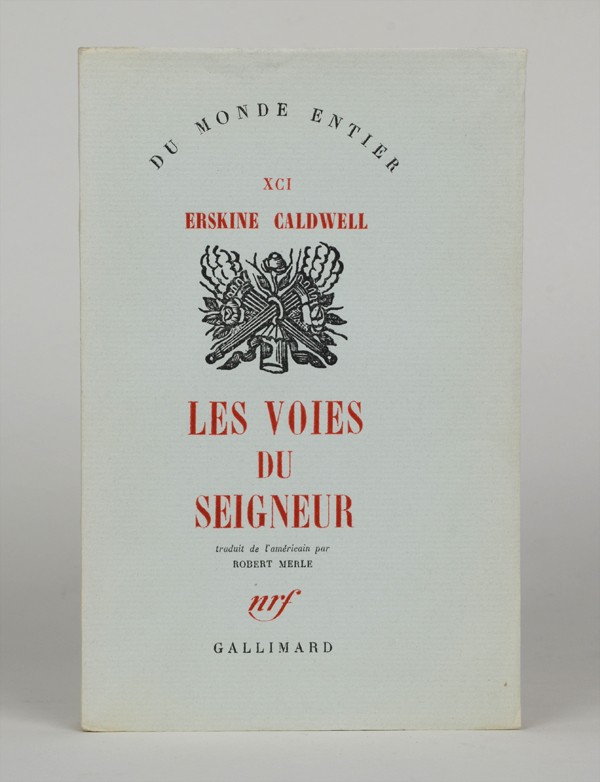 DU MONDE ENTIER
XCI
ERSKINE CALDWELL
LES VOIES
DU
SEIGNEUR
traduit de l'américain par
ROBERT MERLE
nrf
GALLIMARD